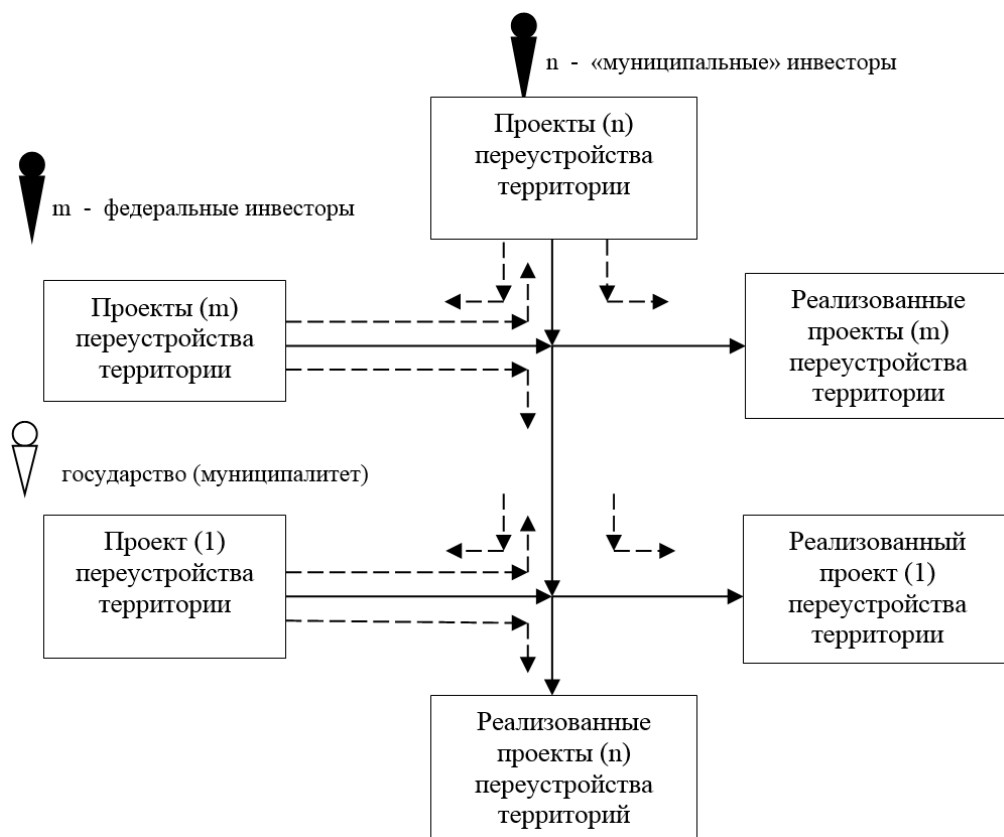 n - «муниципальные» инвесторы
Проекты (n)
переустройства
территории
m - федеральные инвесторы
Проекты (m)
переустройства
территории
Реализованные
проекты (m)
переустройства
территории
государство (муниципалитет)
Проект (1)
переустройства
территории
Реализованный
проект (1)
переустройства
территории
Реализованные
проекты (n)
переустройства
территорий